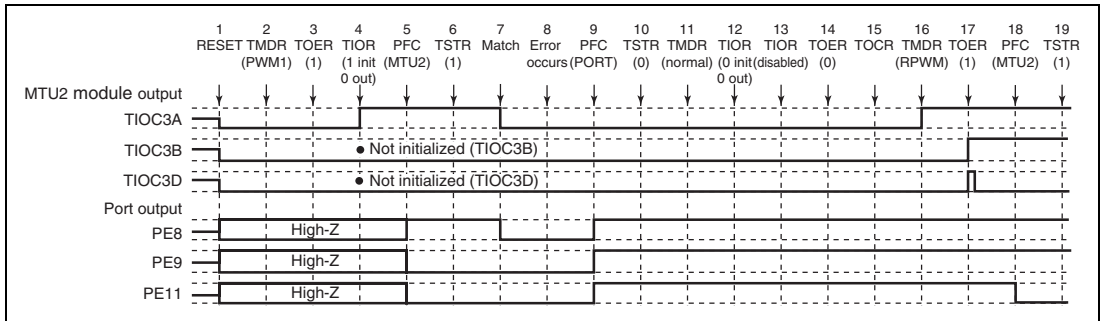 1 2 3 4 5 6 7 8 9 10 11 12 13 14 15 16 17 18 19
RESET TMDR TOER TIOR PFC TSTR Match Error PFC TSTR TMDR TIOR TIOR TOER TOCR TMDR TOER PFC TSTR
(PWM1) (1) (1 init (MTU2) (1) occurs (PORT) (0) (normal) (0 init (disabled) (0) (RPWM) (1) (MTU2) (1)
0 out) 0 out)
MTU2 module output
TIOC3A
TIOC3B • Not initialized (TIOC3B)
TIOC3D • Not initialized (TIOC3D)
Port output
PE8 High-Z
PE9
PE11 High-Z